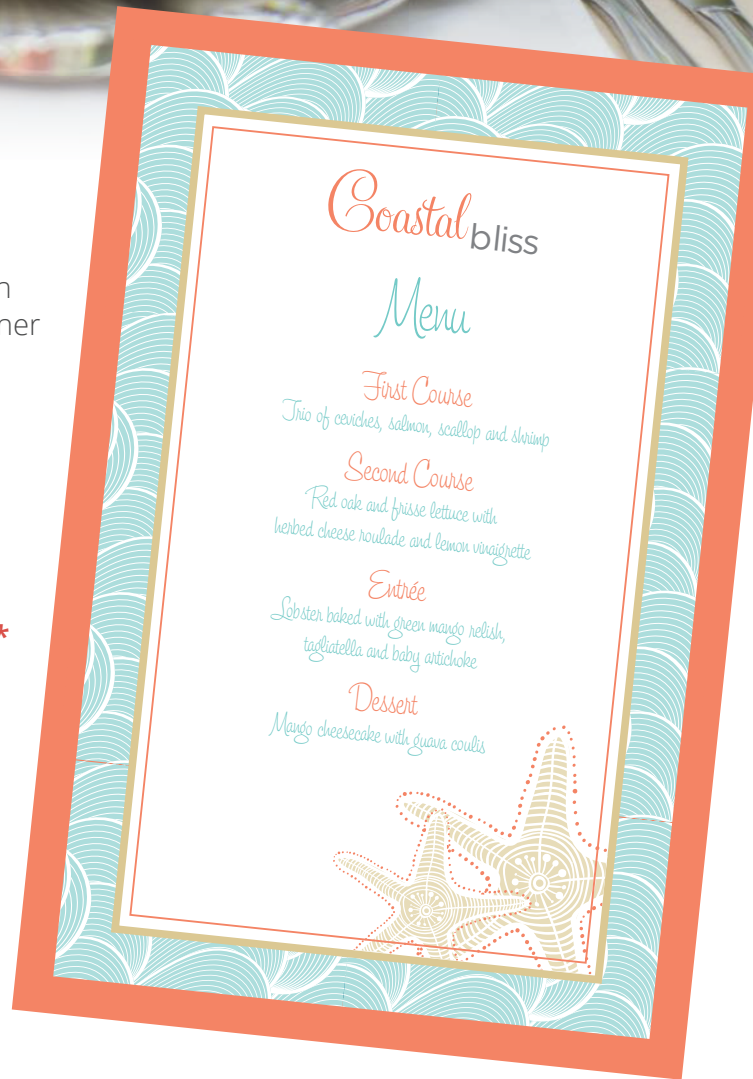 Coastal bliss
Menu
First Course
Trio of ceviches, salmon, scallop and shrimp
Second Course
Red oak and frisse lettuce with
herbed cheese roulade and lemon vinaigrette
Entrée
Lobster baked with green mango relish,
tagliatella and baby artichoke
Dessert
Mango cheesecake with guava coulis
*